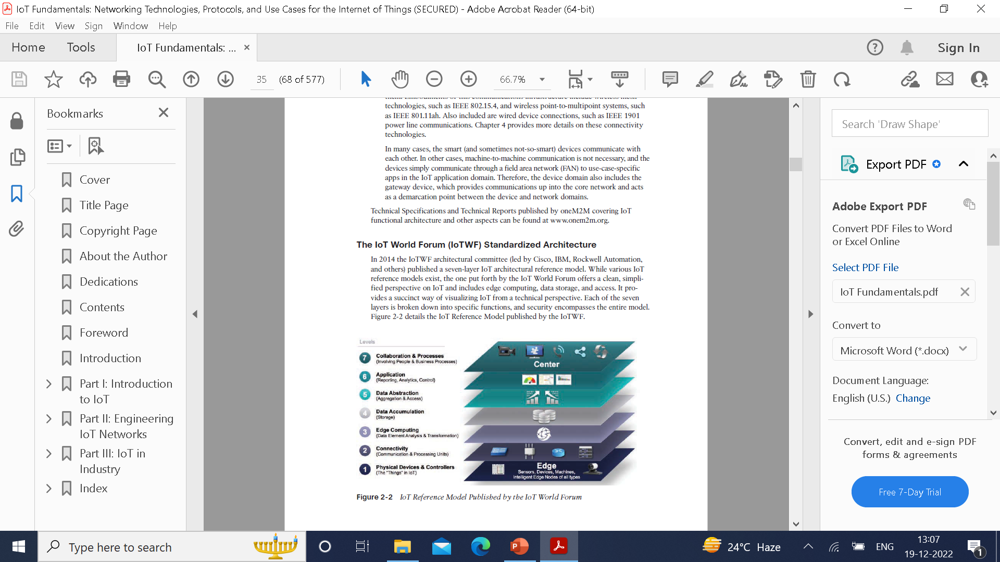 IoT Fundamentals: Networking Technologies, Protocols, and Use Cases for the Internet of Things (SECURED) - Adobe Acrobat Reader (64-bit)
File Edit View Sign Window Help
Home Tools IoT Fundamentals: ... Sign In
35 (68 of 577) 66.7%
Bookmarks
Cover
Title Page
Copyright Page
About the Author
Dedications
Contents
Foreword
Introduction
Part I: Introduction
to IoT
Part II: Engineering
IoT Networks
Part III: IoT in
Industry
Index
technologies, such as IEEE 802.15.4, and wireless point-to-multipoint systems, such
as IEEE 801.11ah. Also included are wired device connections, such as IEEE 1901
power line communications. Chapter 4 provides more details on these connectivity
technologies.
In many cases, the smart (and sometimes not-so-smart) devices communicate with
each other. In other cases, machine-to-machine communication is not necessary, and the
devices simply communicate through a field area network (FAN) to use-case-specific
apps in the IoT application domain. Therefore, the device domain also includes the
gateway device, which provides communications up into the core network and acts
as a demarcation point between the device and network domains.
Technical Specifications and Technical Reports published by oneM2M covering IoT
functional architecture and other aspects can be found at www.onem2m.org.
The IoT World Forum (IoTWF) Standardized Architecture
In 2014 the IoTWF architectural committee (led by Cisco, IBM, Rockwell Automation,
and others) published a seven-layer IoT architectural reference model. While various IoT
reference models exist, the one put forth by the IoT World Forum offers a clean, simpli-
fied perspective on IoT and includes edge computing, data storage, and access. It pro-
vides a succinct way of visualizing IoT from a technical perspective. Each of the seven
layers is broken down into specific functions, and security encompasses the entire model.
Figure 2-2 details the IoT Reference Model published by the IoTWF.
Levels
7 Collaboration & Processes
(Involving People & Business Processes)
6 Application
(Reporting, Analytics, Control)
5 Data Abstraction
(Aggregation & Access)
4 Data Accumulation
(Storage)
3 Edge Computing
(Data Element Analysis & Transformation)
2 Connectivity
(Communication & Processing Units)
1 Physical Devices & Controllers
(The "Things" in IoT)
Center
Edge
Sensors, Devices, Machines,
Intelligent Edge Nodes of all types
Figure 2-2 IoT Reference Model Published by the IoT World Forum
Search 'Draw Shape'
Export PDF
Adobe Export PDF
Convert PDF Files to Word
or Excel Online
Select PDF File
IoT Fundamentals.pdf
Convert to
Microsoft Word (*.docx)
Document Language:
English (U.S.) Change
Convert, edit and e-sign PDF
forms & agreements
Free 7-Day Trial
Type here to search
24°C Haze
ENG
13:07
19-12-2022
1